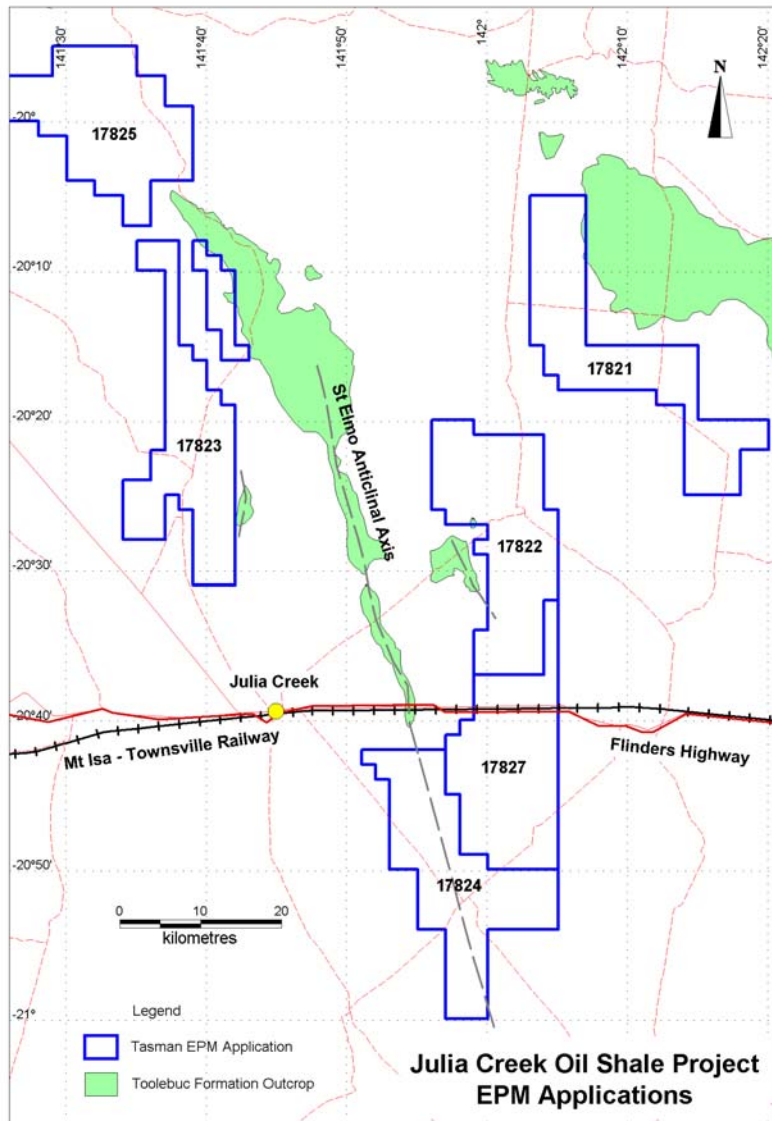 141°30'
141°40'
141°50'
142°
142°10'
142°20'
N
-20°
17825
-20°10'
17821
-20°20'
17823
St Elmo Anticlinal Axis
17822
-20°30'
Julia Creek
-20°40'
Mt Isa - Townsville Railway
Flinders Highway
17827
-20°50'
17824
0 10 20
kilometres
-21°
Legend
Tasman EPM Application
Toolebuc Formation Outcrop
Julia Creek Oil Shale Project
EPM Applications